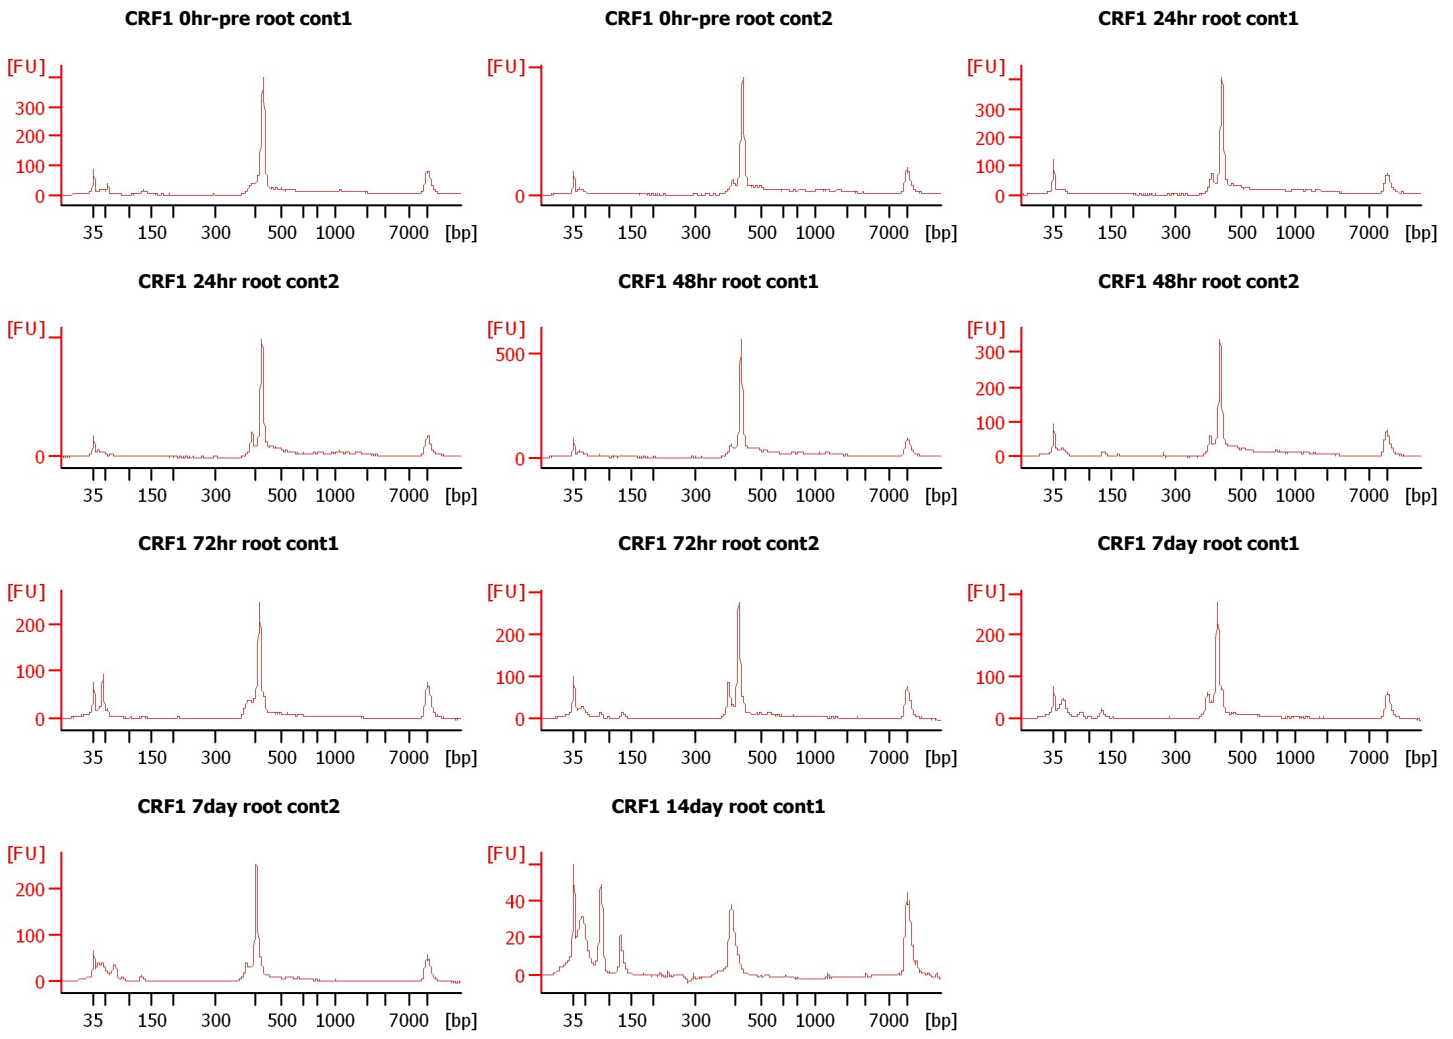 CRF1 0hr-pre root cont1
[FU]
300
200
100
0
35 150 300 500 1000 7000 [bp]
CRF1 0hr-pre root cont2
[FU]
0
35 150 300 500 1000 7000 [bp]
CRF1 24hr root cont1
[FU]
300
200
100
0
35 150 300 500 1000 7000 [bp]
CRF1 24hr root cont2
[FU]
0
35 150 300 500 1000 7000 [bp]
CRF1 48hr root cont1
[FU]
500
0
35 150 300 500 1000 7000 [bp]
CRF1 48hr root cont2
[FU]
300
200
100
0
35 150 300 500 1000 7000 [bp]
CRF1 72hr root cont1
[FU]
200
100
0
35 150 300 500 1000 7000 [bp]
CRF1 72hr root cont2
[FU]
200
100
0
35 150 300 500 1000 7000 [bp]
CRF1 7day root cont1
[FU]
200
100
0
35 150 300 500 1000 7000 [bp]
CRF1 7day root cont2
[FU]
200
100
0
35 150 300 500 1000 7000 [bp]
CRF1 14day root cont1
[FU]
40
20
0
35 150 300 500 1000 7000 [bp]